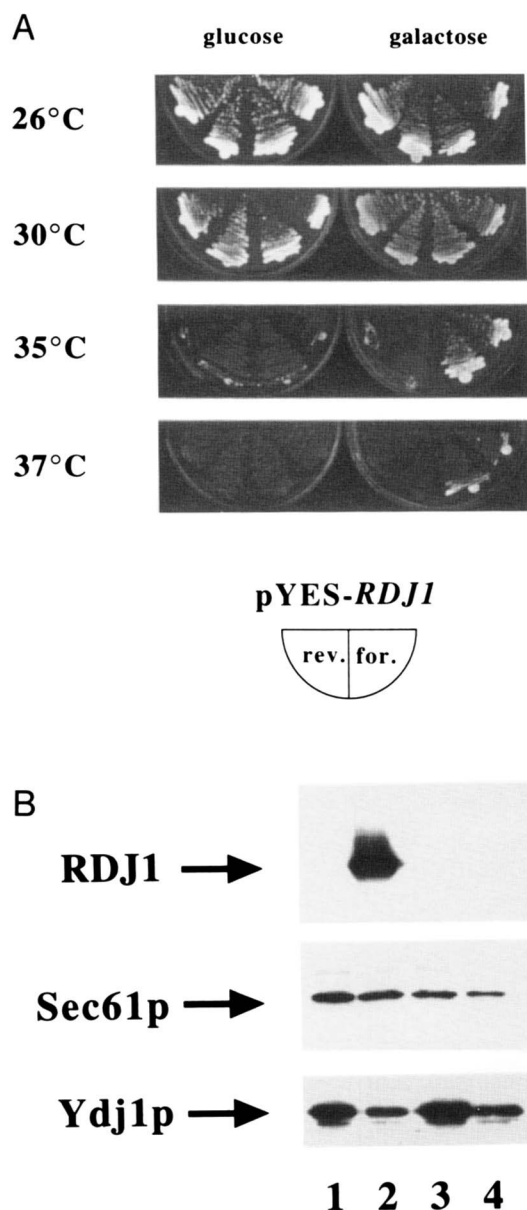 A
glucose galactose
26°C
30°C
35°C
37°C
pYES-RDJ1
rev. for.
B
RDJ1
Sec61p
Ydj1p
1 2 3 4